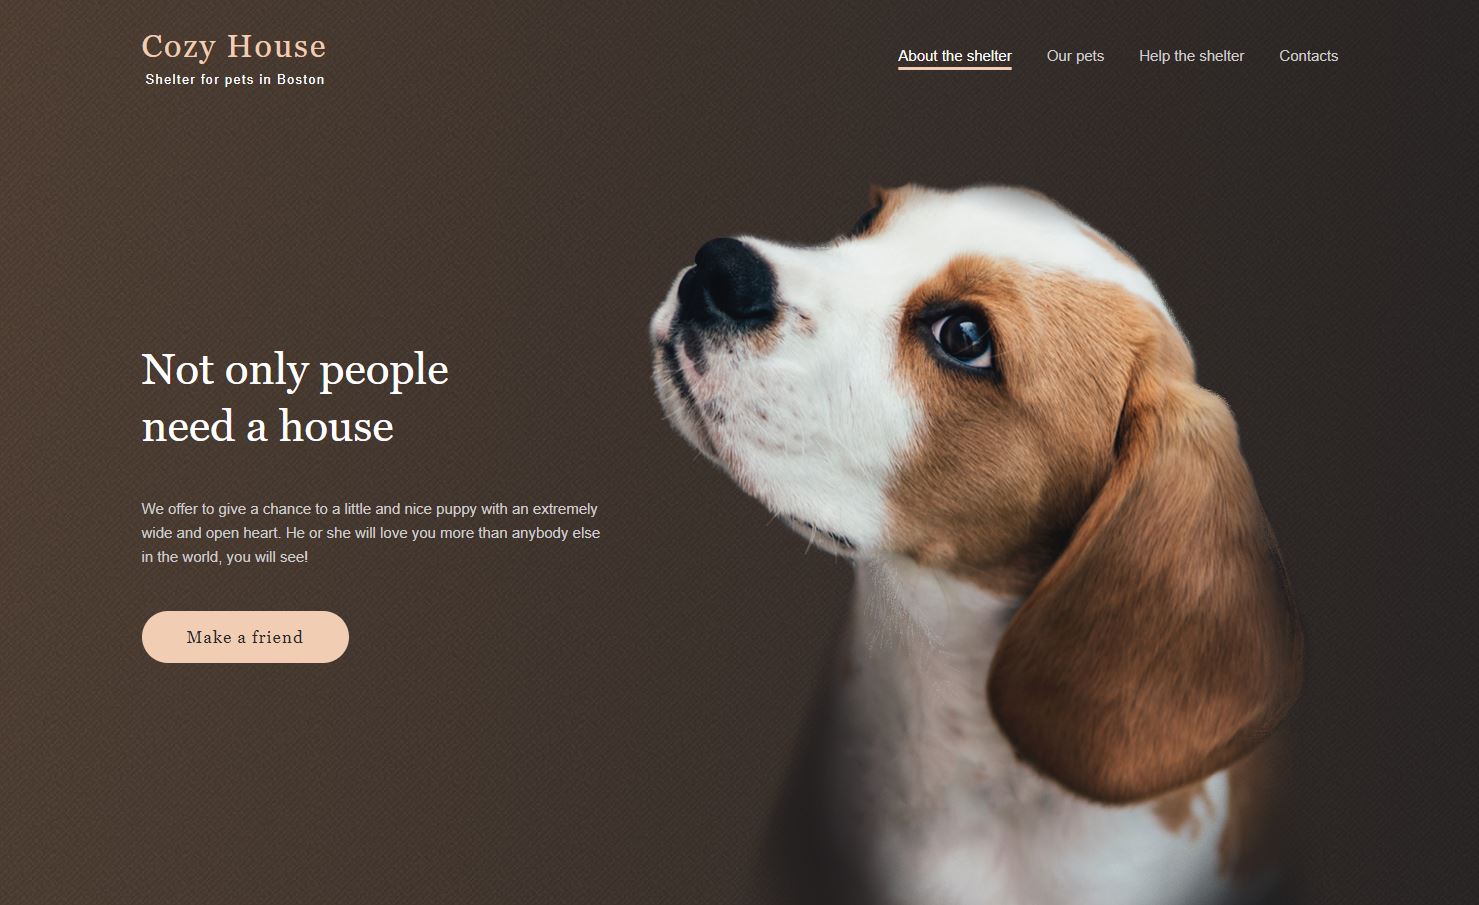 Cozy House
Shelter for pets in Boston
About the shelter
Our pets
Help the shelter
Contacts
Not only people
need a house
We offer to give a chance to a little and nice puppy with an extremely
wide and open heart. He or she will love you more than anybody else
in the world, you will see!
Make a friend